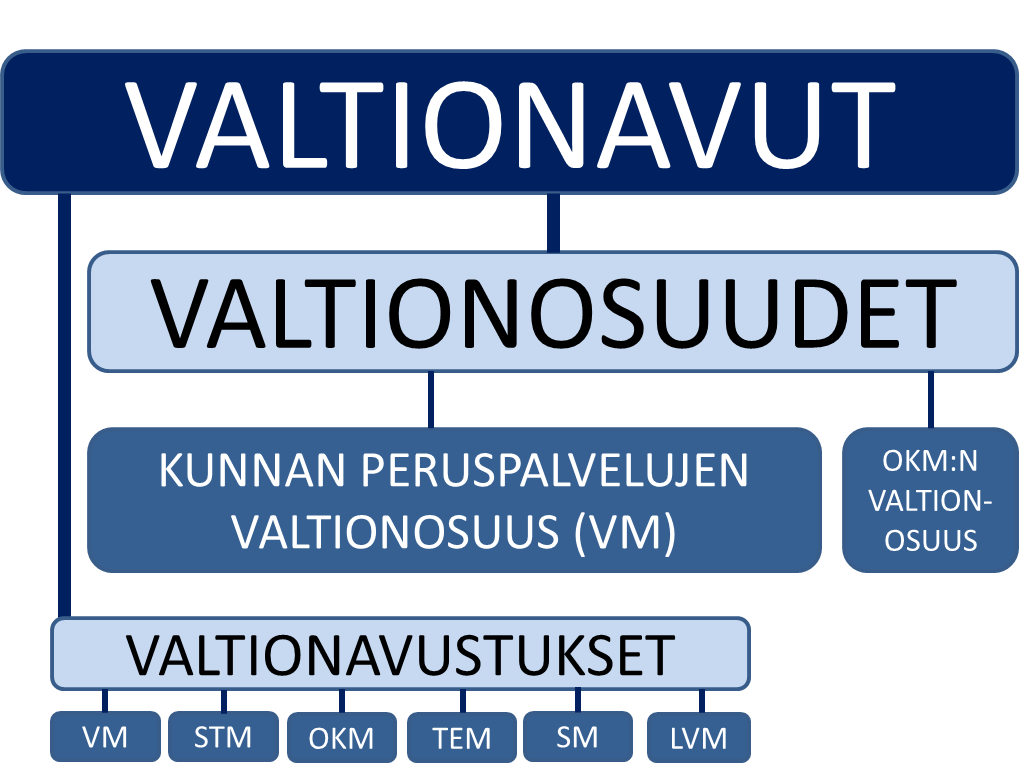 VALTIONAVUT
VALTIONOSUUDET
KUNNAN PERUSPALVELUJEN
VALTIONOSUUS (VM)
OKM:N
VALTION-
OSUUS
VALTIONAVUSTUKSET
VM
STM
OKM
TEM
SM
LVM